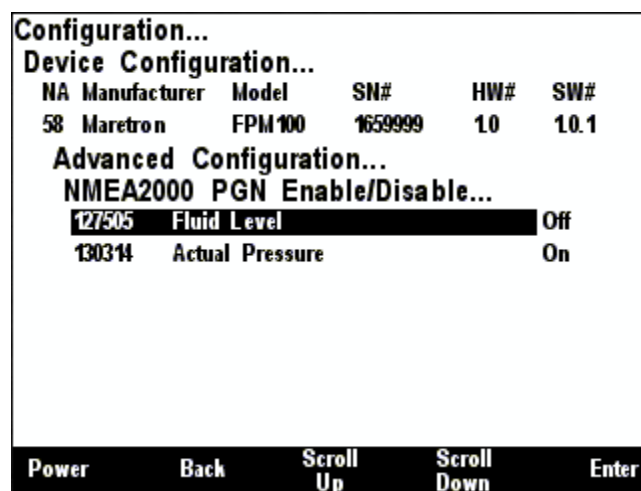 Configuration...
Device Configuration...
NA Manufacturer Model SN# HW# SW#
58 Maretron FPM100 1659999 1.0 1.0.1
Advanced Configuration...
NMEA2000 PGN Enable/Disable...
127505 Fluid Level Off
130314 Actual Pressure On
Power Back Scroll Up Scroll Down Enter